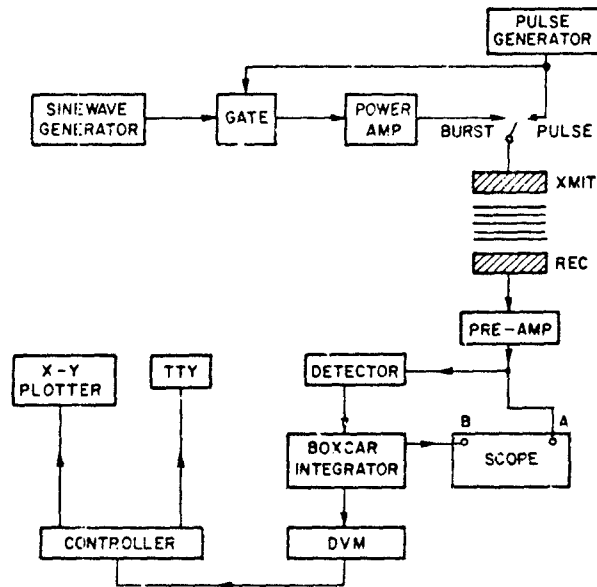 PULSE
GENERATOR
SINEWAVE
GENERATOR
GATE
POWER
AMP
BURST
PULSE
XMIT
REC
PRE-AMP
X-Y
PLOTTER
TTY
DETECTOR
B
A
BOXCAR
INTEGRATOR
SCOPE
CONTROLLER
DVM